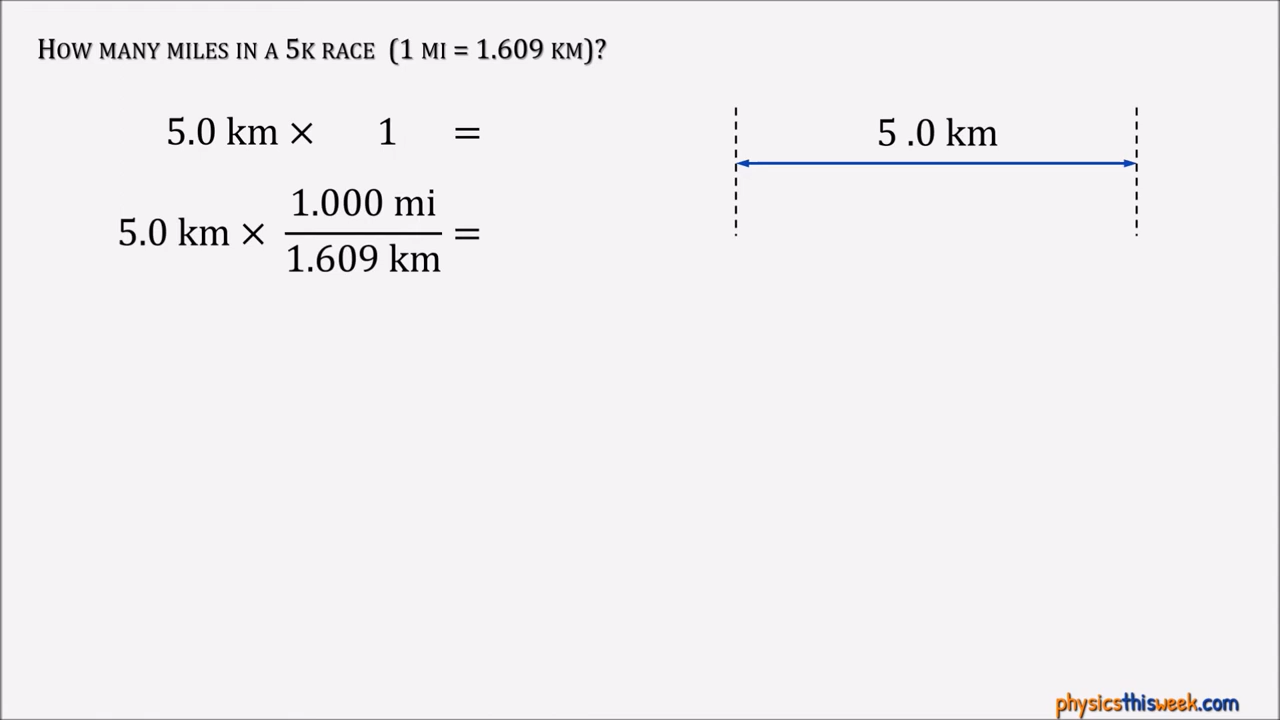 HOW MANY MILES IN A 5K RACE (1 MI = 1.609 KM)?
5.0 km × 1 =
5 .0 km
1.000 mi
5.0 km × =
1.609 km
physicsthisweek.com